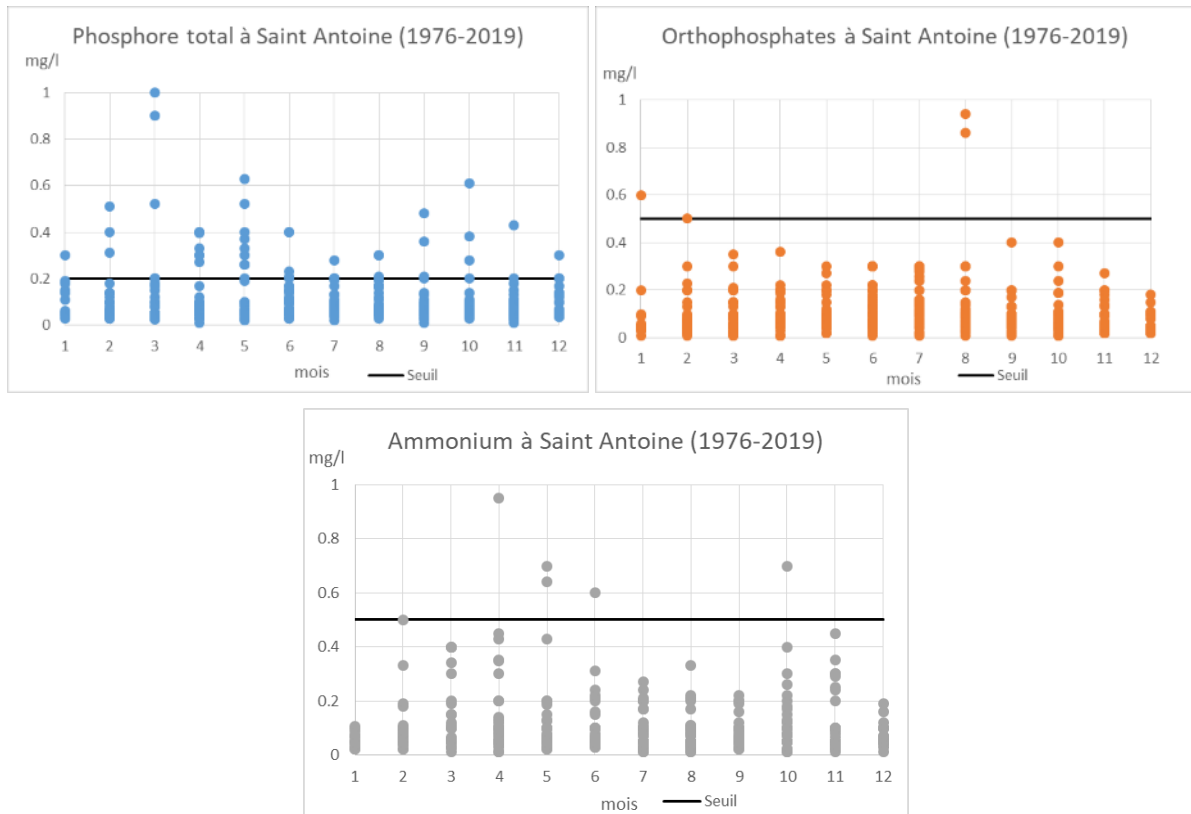 Phosphore total à Saint Antoine (1976-2019)
mg/l
1
0.8
0.6
0.4
0.2
0
1 2 3 4 5 6 7 8 9 10 11 12
mois
Seuil
Orthophosphates à Saint Antoine (1976-2019)
mg/l
1
0.8
0.6
0.4
0.2
0
1 2 3 4 5 6 7 8 9 10 11 12
mois
Seuil
Ammonium à Saint Antoine (1976-2019)
mg/l
1
0.8
0.6
0.4
0.2
0
1 2 3 4 5 6 7 8 9 10 11 12
mois
Seuil